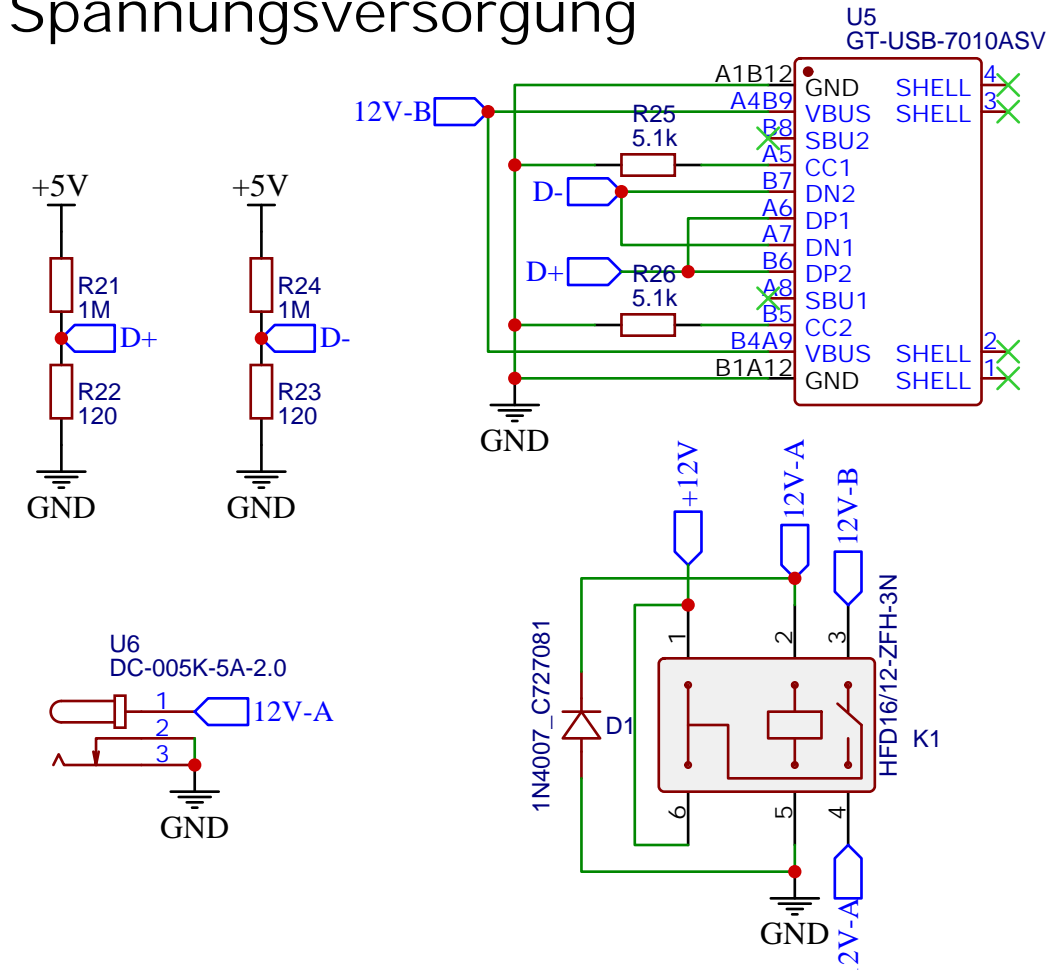 Spannungsversorgung
U5
GT-USB-7010ASV
A1B12
GND
SHELL
4
12V-B
A4B9
VBUS
SHELL
3
R25
5.1k
B8
SBU2
A5
CC1
D-
B7
DN2
A6
DP1
A7
DN1
D+
B6
DP2
R26
5.1k
A8
SBU1
B5
CC2
B4A9
VBUS
SHELL
2
B1A12
GND
SHELL
1
GND
+5V
+5V
R21
1M
R24
1M
D+
D-
R22
120
R23
120
GND
GND
+12V
12V-A
12V-B
U6
DC-005K-5A-2.0
1
12V-A
2
3
GND
1N4007_C727081
D1
1
2
3
HFD16/12-ZFH-3N
K1
6
5
4
GND
12V-A